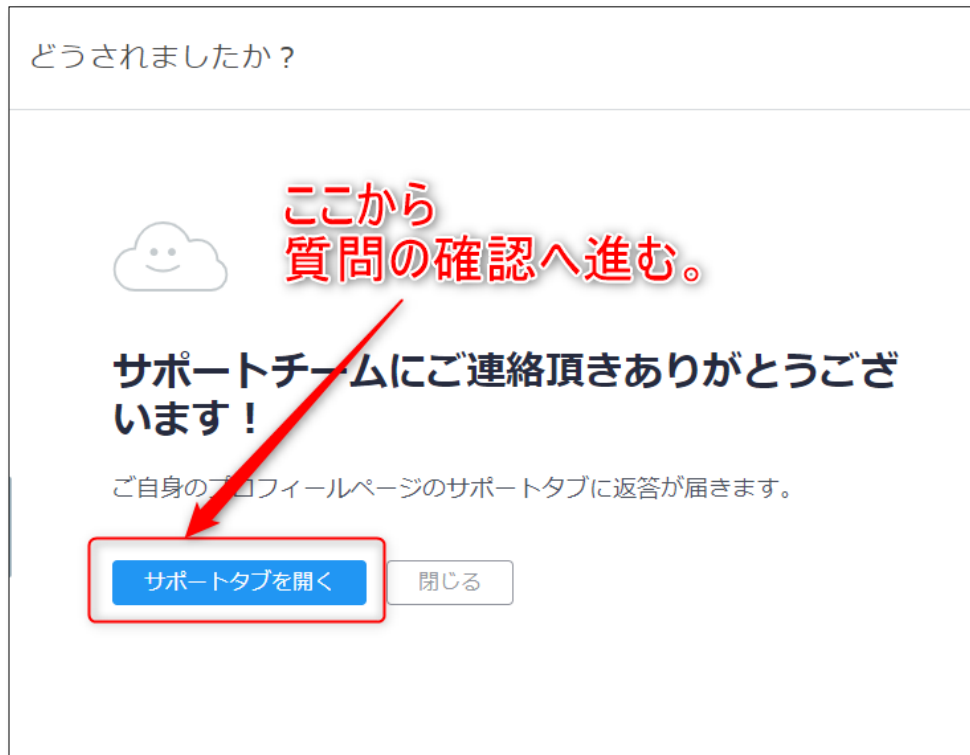 どうされましたか？
ここから
質問の確認へ進む。
サポートチームにご連絡頂きありがとうござ
います！
ご自身のプロフィールページのサポートタブに返答が届きます。
サポートタブを開く
閉じる